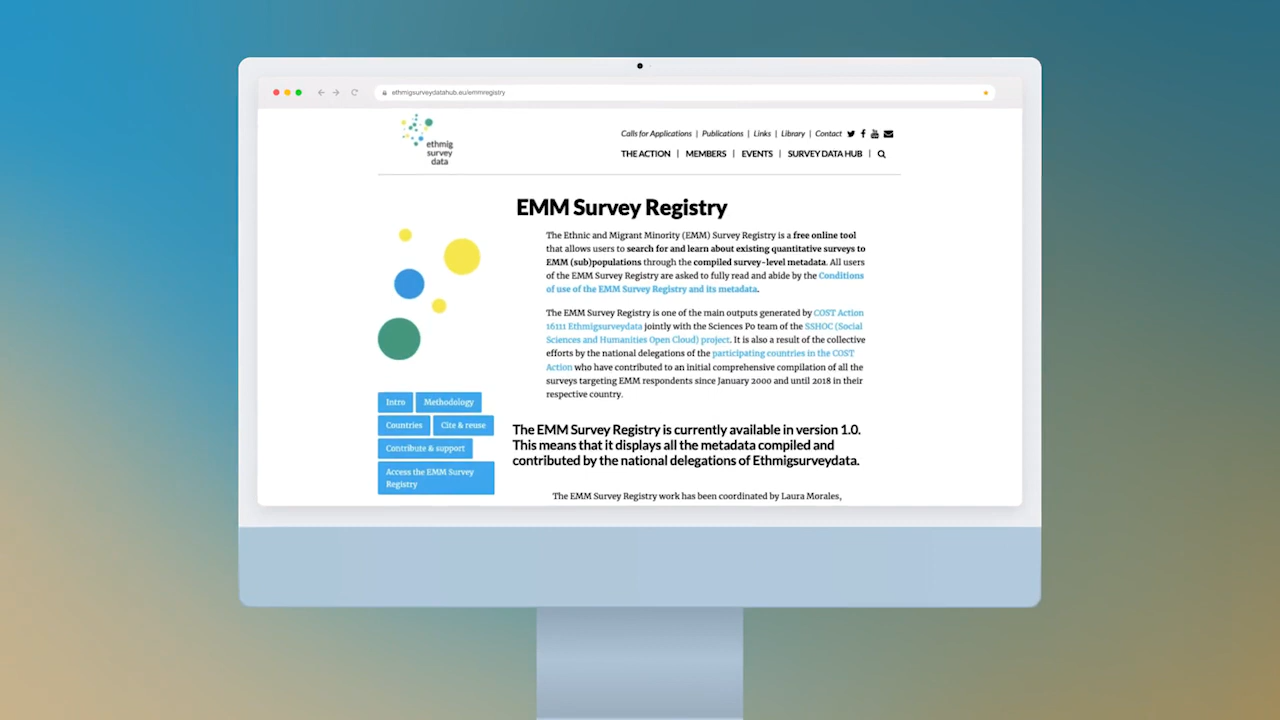 ethmigsurveydatahub.eu/emmregistry
ethmig
survey
data
Calls for Applications | Publications | Links | Library | Contact
THE ACTION | MEMBERS | EVENTS | SURVEY DATA HUB |
EMM Survey Registry
The Ethnic and Migrant Minority (EMM) Survey Registry is a free online tool
that allows users to search for and learn about existing quantitative surveys to
EMM (sub)populations through the compiled survey-level metadata. All users
of the EMM Survey Registry are asked to fully read and abide by the Conditions
of use of the EMM Survey Registry and its metadata.
The EMM Survey Registry is one of the main outputs generated by COST Action
16111 Ethmigsurveydata jointly with the Sciences Po team of the SSHOC (Social
Sciences and Humanities Open Cloud) project. It is also a result of the collective
efforts by the national delegations of the participating countries in the COST
Action who have contributed to an initial comprehensive compilation of all the
surveys targeting EMM respondents since January 2000 and until 2018 in their
respective country.
Intro
Methodology
Countries
Cite & reuse
Contribute & support
Access the EMM Survey
Registry
The EMM Survey Registry is currently available in version 1.0.
This means that it displays all the metadata compiled and
contributed by the national delegations of Ethmigsurveydata.
The EMM Survey Registry work has been coordinated by Laura Morales,